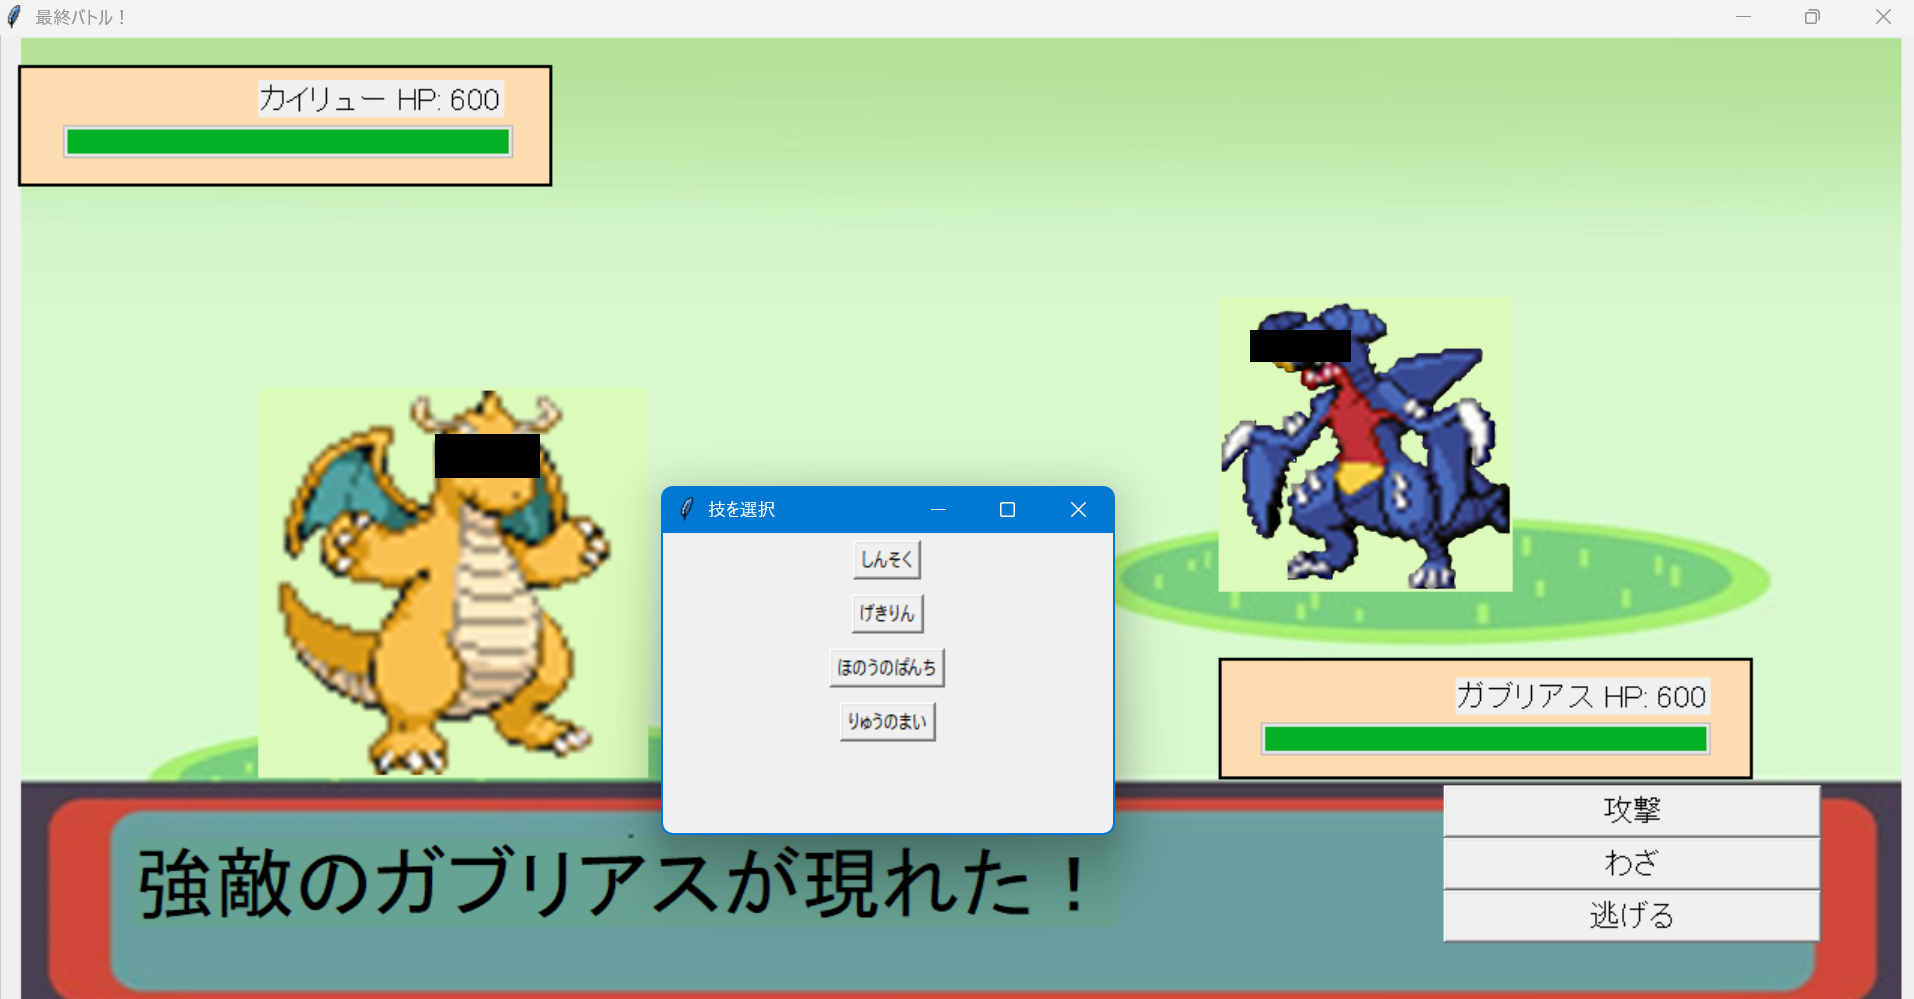 最終バトル！
カイリュー HP: 600
技を選択
しんそく
げきりん
ほのうのぱんち
りゅうのまい
ガブリアス HP: 600
強敵のガブリアスが現れた！
攻撃
わざ
逃げる